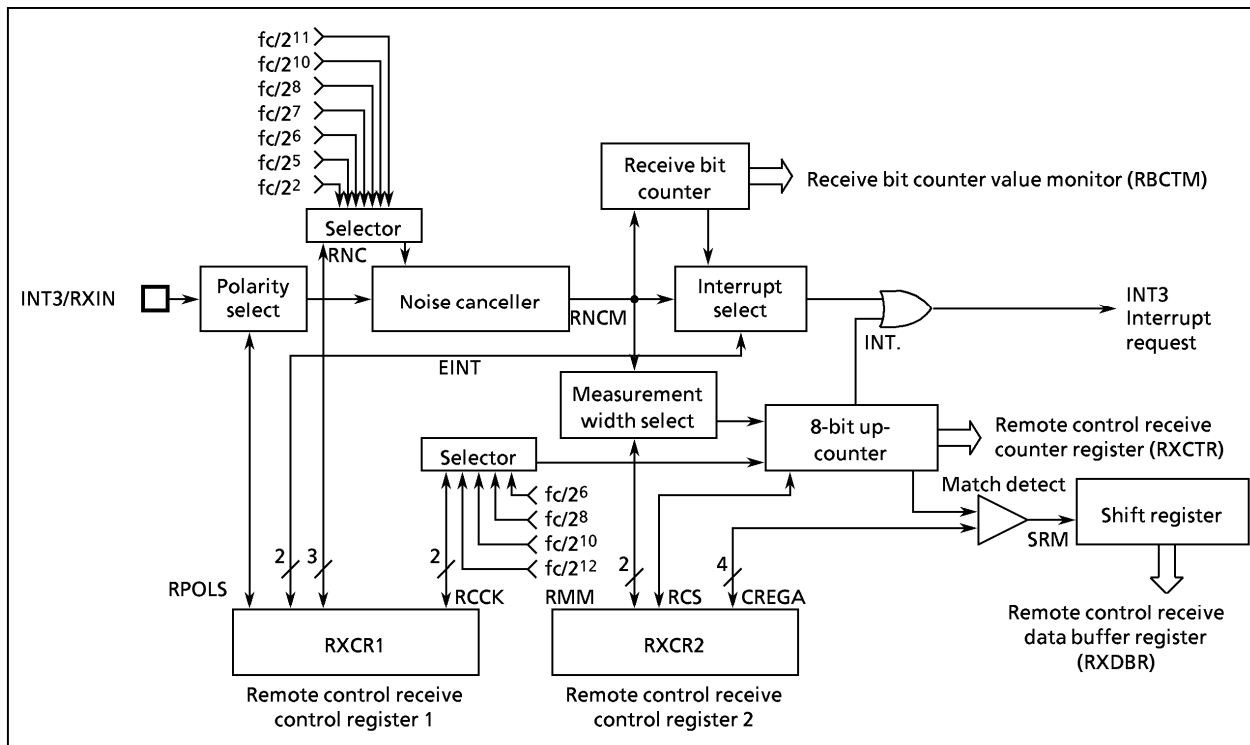 fc/2¹¹
fc/2¹⁰
fc/2⁸
fc/2⁷
fc/2⁶
fc/2⁵
fc/2²
Selector
RNC
INT3/RXIN
Polarity
select
Noise canceller
RNCM
Receive bit
counter
Receive bit counter value monitor (RBCTM)
Interrupt
select
INT.
INT3
Interrupt
request
EINT
Measurement
width select
8-bit up-
counter
Remote control receive
counter register (RXCTR)
Selector
fc/2⁶
fc/2⁸
fc/2¹⁰
fc/2¹²
Match detect
SRM
Shift register
Remote control receive
data buffer register
(RXDBR)
RPOLS
2
3
2
RCCK
RMM
2
RCS
4
CREGA
RXCR1
Remote control receive
control register 1
RXCR2
Remote control receive
control register 2